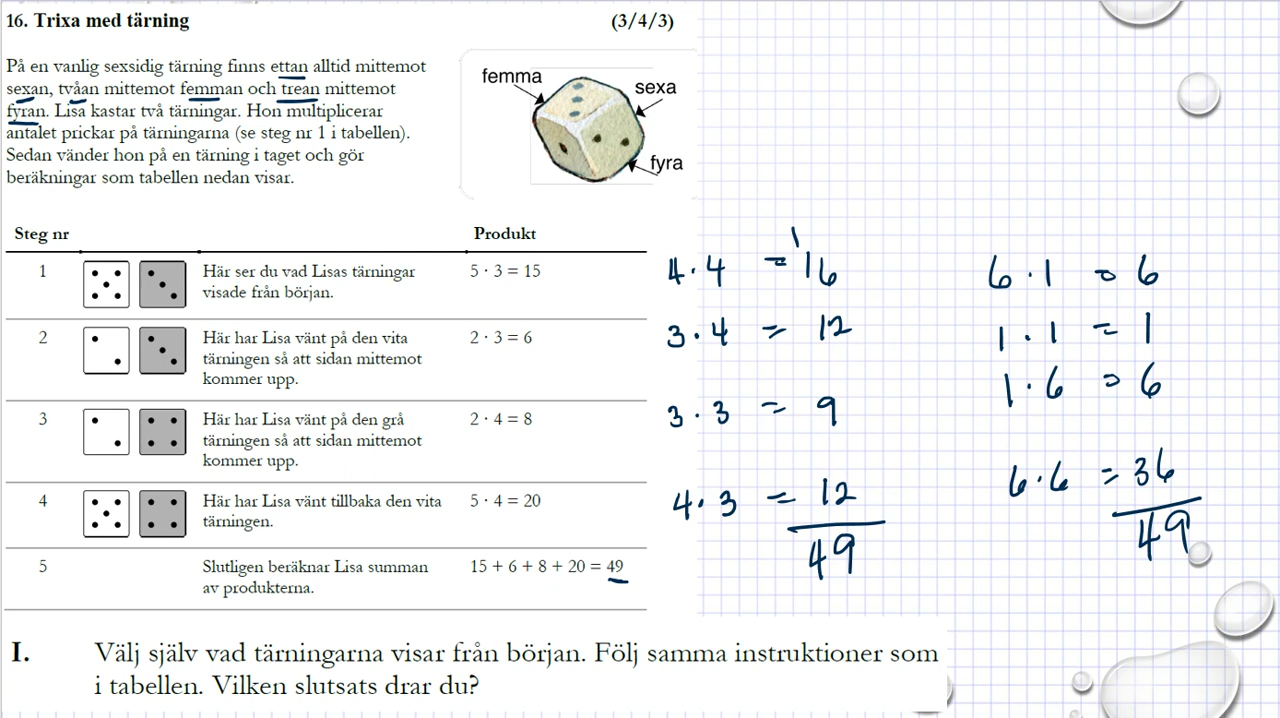 16. Trixa med tärning (3/4/3)
På en vanlig sexsidig tärning finns ettan alltid mittemot
sexan, tvåan mittemot femman och trean mittemot
fyran. Lisa kastar två tärningar. Hon multiplicerar
antalet prickar på tärningarna (se steg nr 1 i tabellen).
Sedan vänder hon på en tärning i taget och gör
beräkningar som tabellen nedan visar.
femma
sexa
fyra
Steg nr Produkt
1 Här ser du vad Lisas tärningar 5 · 3 = 15
visade från början.
2 Här har Lisa vänt på den vita 2 · 3 = 6
tärningen så att sidan mittemot
kommer upp.
3 Här har Lisa vänt på den grå 2 · 4 = 8
tärningen så att sidan mittemot
kommer upp.
4 Här har Lisa vänt tillbaka den vita 5 · 4 = 20
tärningen.
5 Slutligen beräknar Lisa summan 15 + 6 + 8 + 20 = 49
av produkterna.
1
4 · 4 = 16
3 · 4 = 12
3 · 3 = 9
4 · 3 = 12
49
6 · 1 = 6
1 · 1 = 1
1 · 6 = 6
6 · 6 = 36
49
I. Välj själv vad tärningarna visar från början. Följ samma instruktioner som
i tabellen. Vilken slutsats drar du?